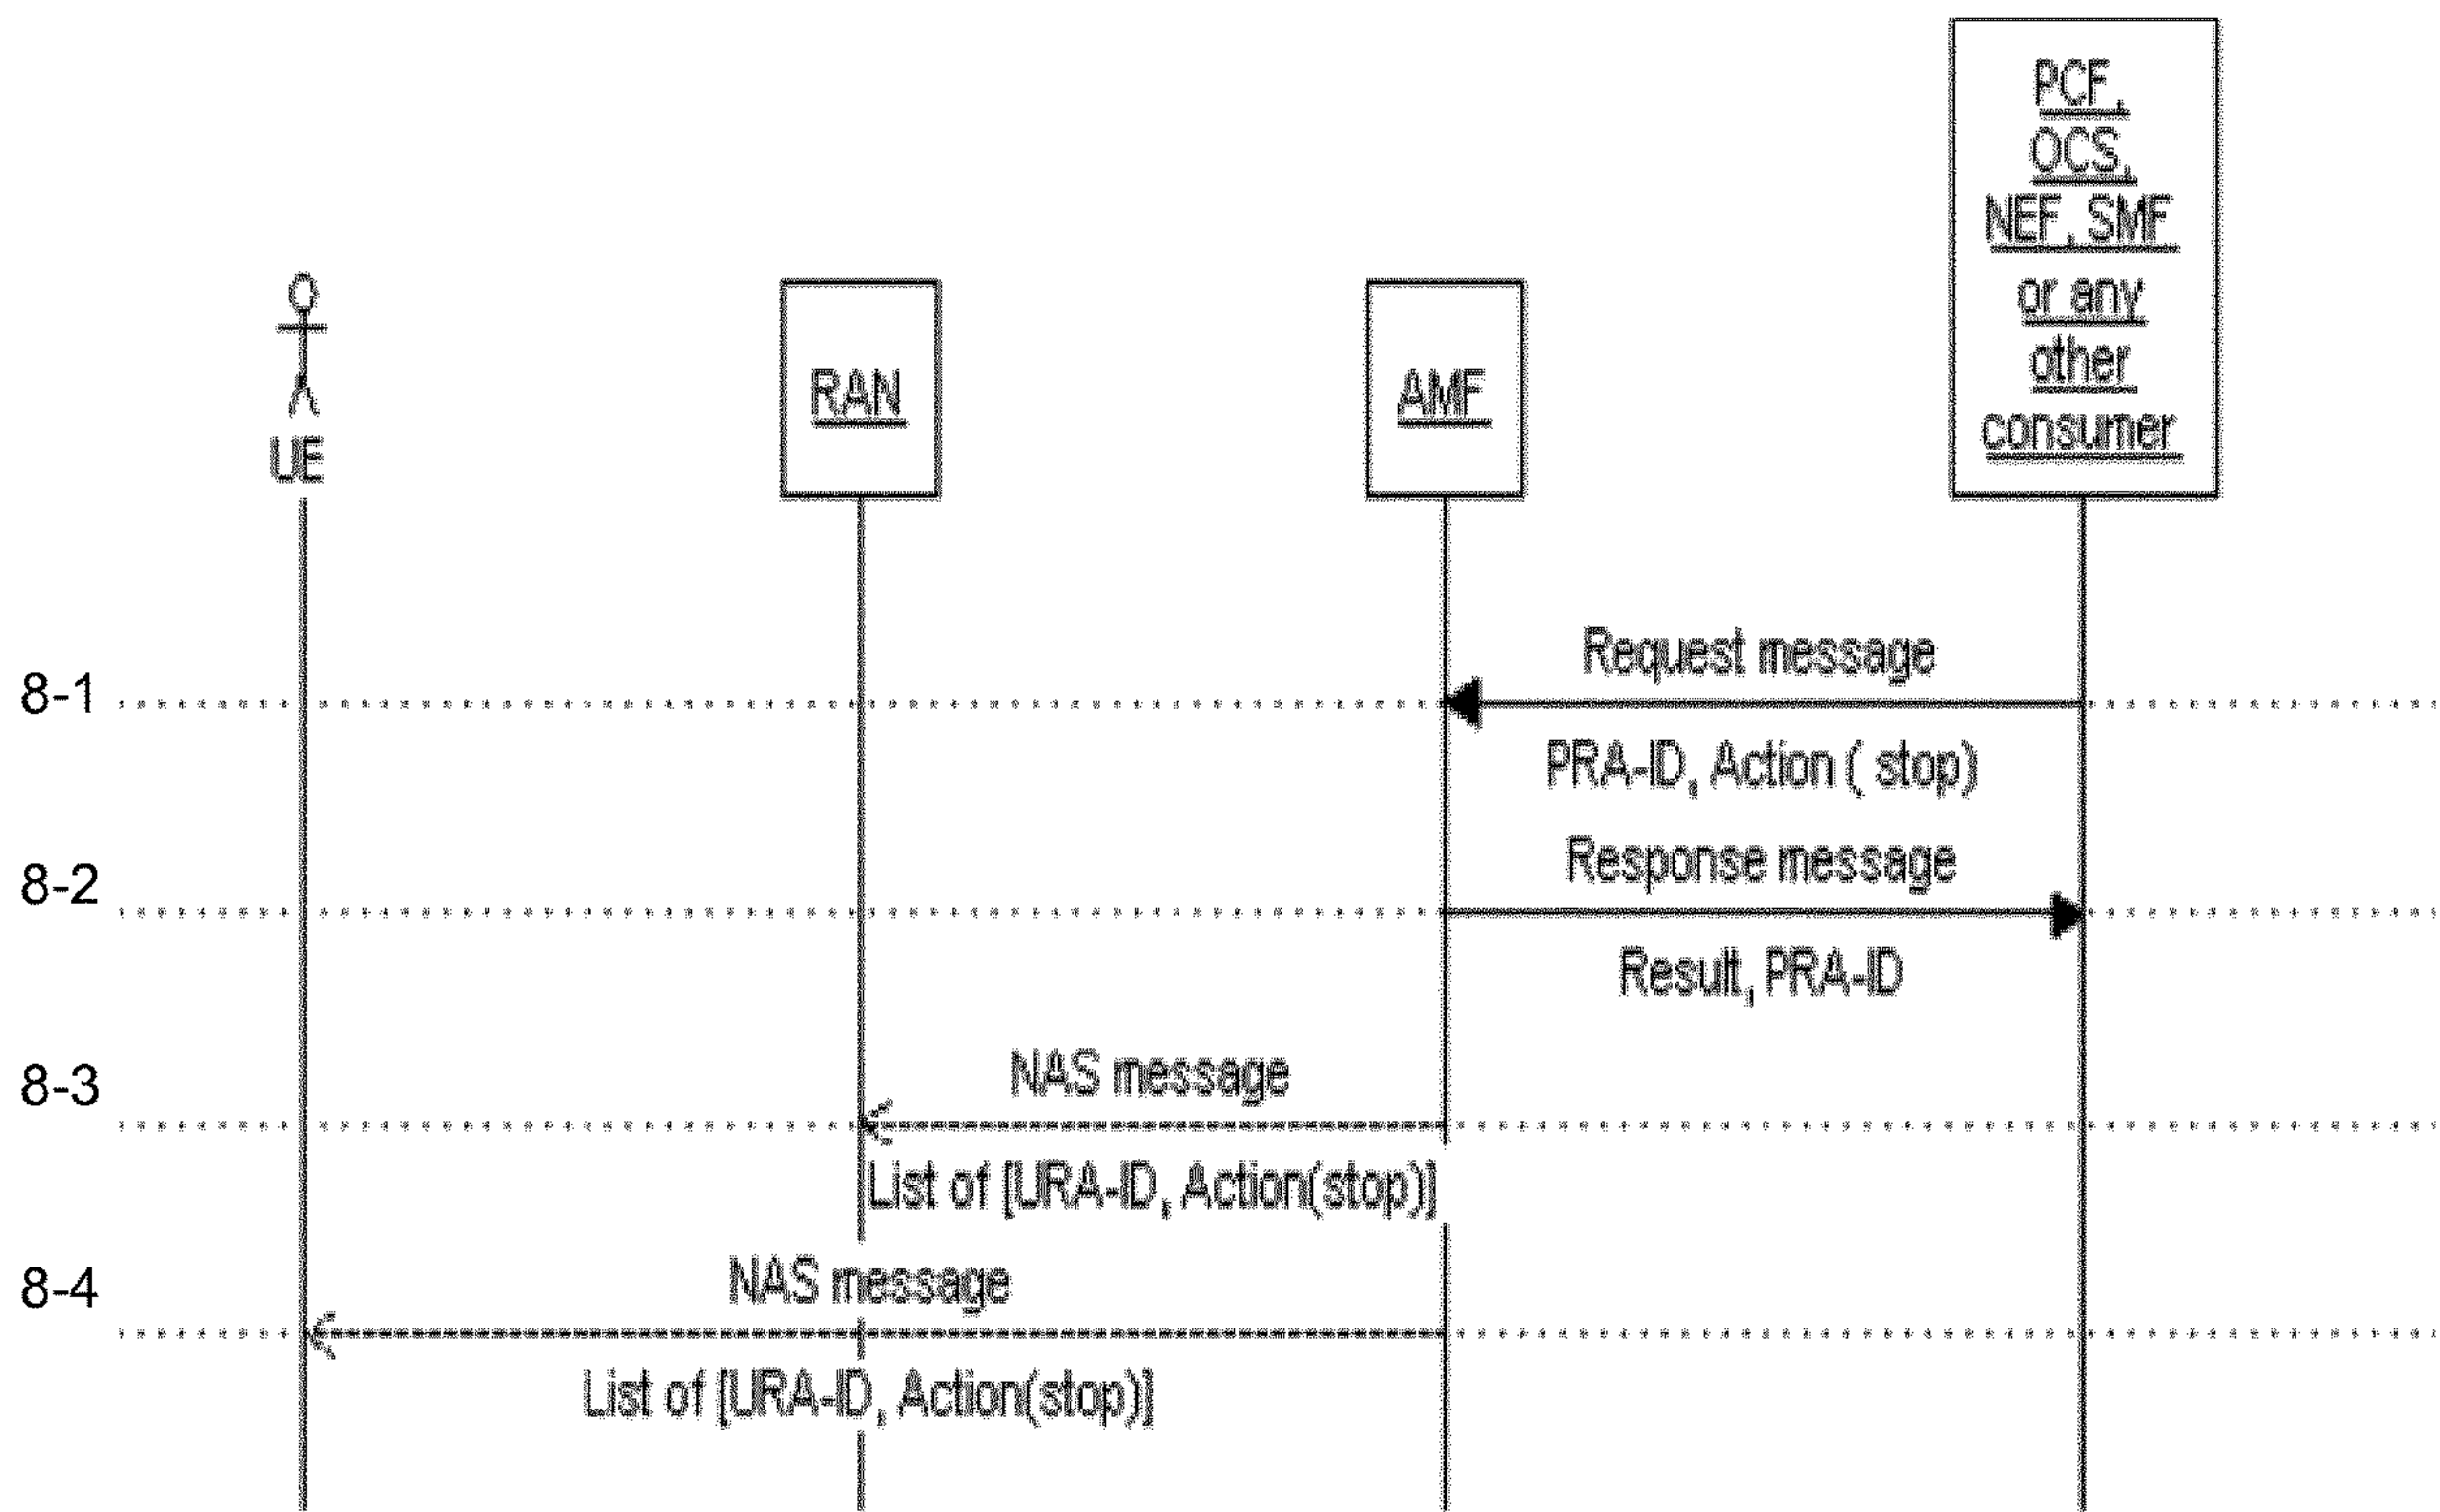 PCF,
OCS,
NEF, SMF
or any
other
consumer
RAN
AMF
UE
Request message
8-1
PRA-ID, Action ( stop)
Response message
8-2
Result, PRA-ID
NAS message
8-3
List of [URA-ID, Action(stop)]
NAS message
8-4
List of [URA-ID, Action(stop)]